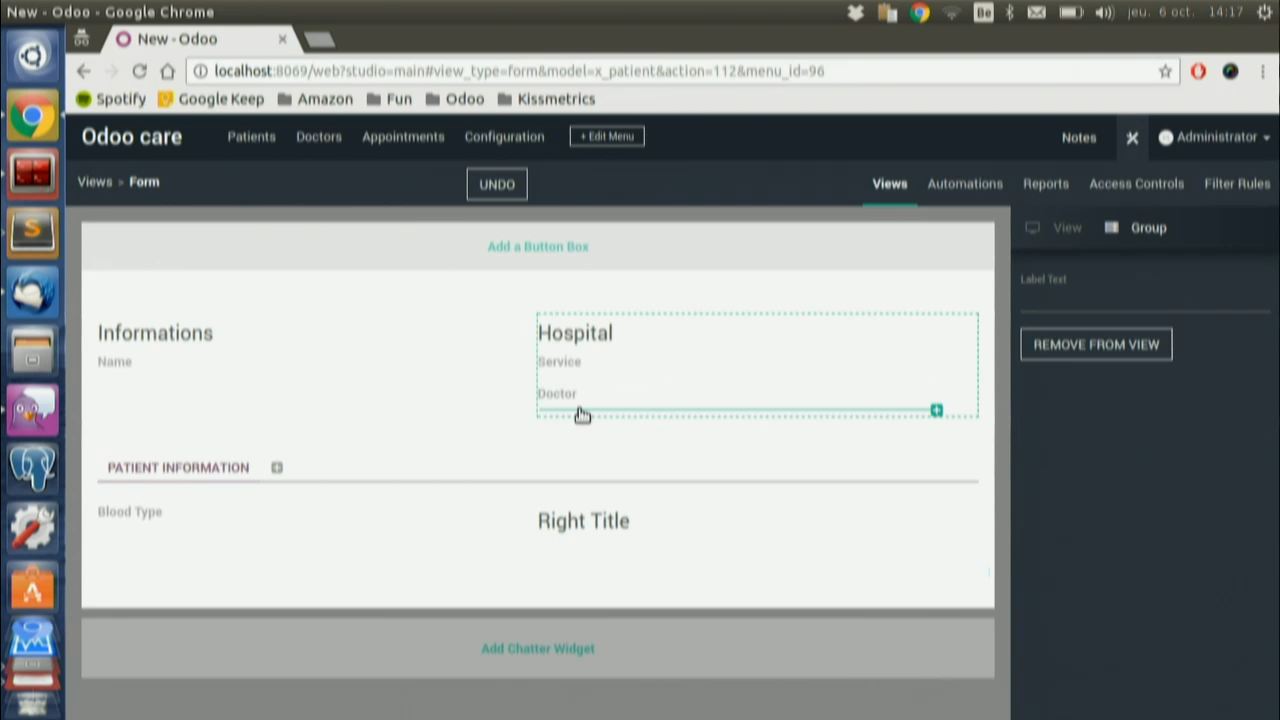 New - Odoo - Google Chrome
Be
jeu. 6 oct. 14:17
New - Odoo
localhost:8069/web?studio=main#view_type=form&model=x_patient&action=112&menu_id=96
Spotify Google Keep Amazon Fun Odoo Kissmetrics
Odoo care Patients Doctors Appointments Configuration + Edit Menu Notes Administrator
Views > Form UNDO Views Automations Reports Access Controls Filter Rules
View Group
Add a Button Box
Label Text
Informations Hospital
REMOVE FROM VIEW
Name Service
Doctor
PATIENT INFORMATION
Blood Type
Right Title
Add Chatter Widget